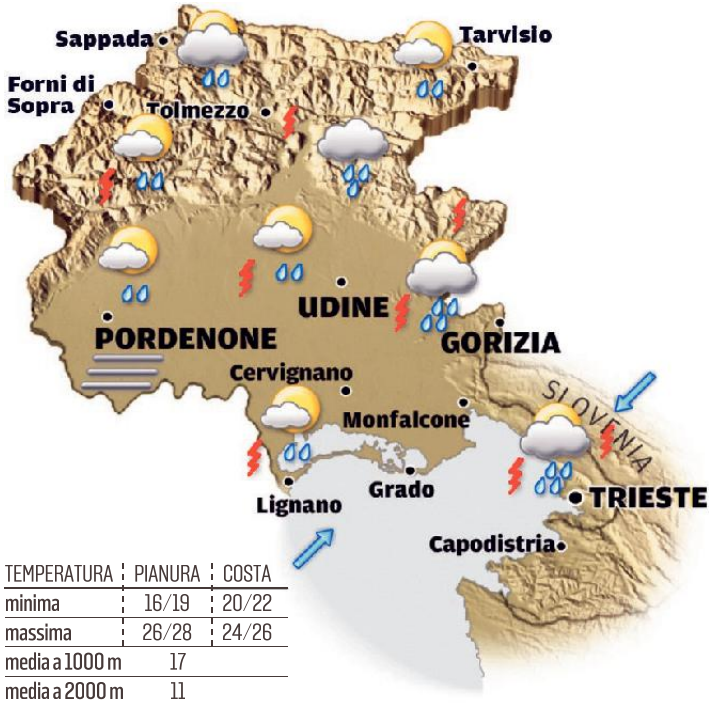 Sappada
Tarvisio
Forni di
Sopra
Tolmezzo
UDINE
PORDENONE
GORIZIA
Cervignano
SLOVENIA
Monfalcone
Grado
Lignano
TRIESTE
Capodistria
TEMPERATURA PIANURA COSTA
minima 16/19 20/22
massima 26/28 24/26
media a 1000 m 17
media a 2000 m 11